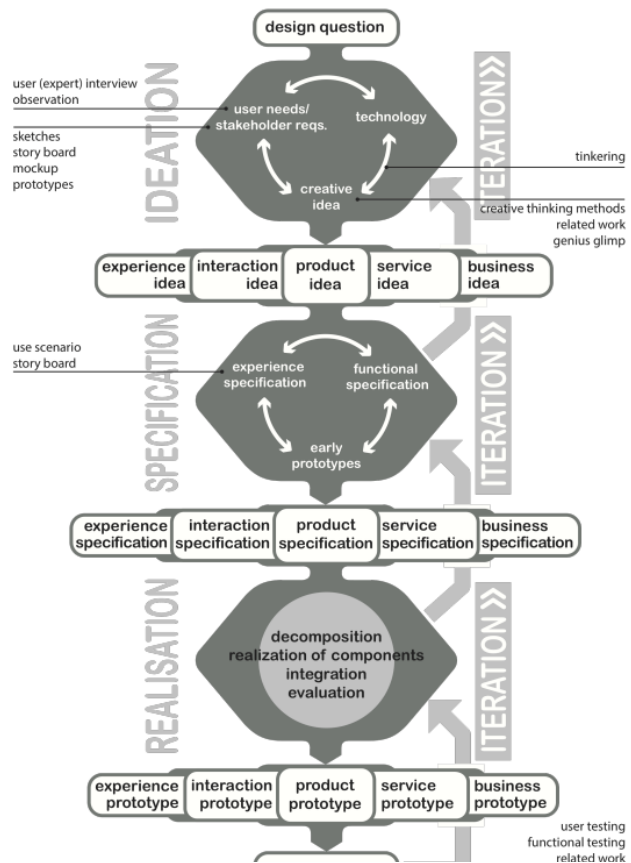 design question
IDEATION
user (expert) interview
observation
sketches
story board
mockup
prototypes
user needs/
stakeholder reqs.
technology
creative
idea
ITERATION
tinkering
creative thinking methods
related work
genius glimp
experience
idea
interaction
idea
product
idea
service
idea
business
idea
SPECIFICATION
use scenario
story board
experience
specification
functional
specification
early
prototypes
ITERATION
experience
specification
interaction
specification
product
specification
service
specification
business
specification
REALISATION
decomposition
realization of components
integration
evaluation
ITERATION
experience
prototype
interaction
prototype
product
prototype
service
prototype
business
prototype
user testing
functional testing
related work